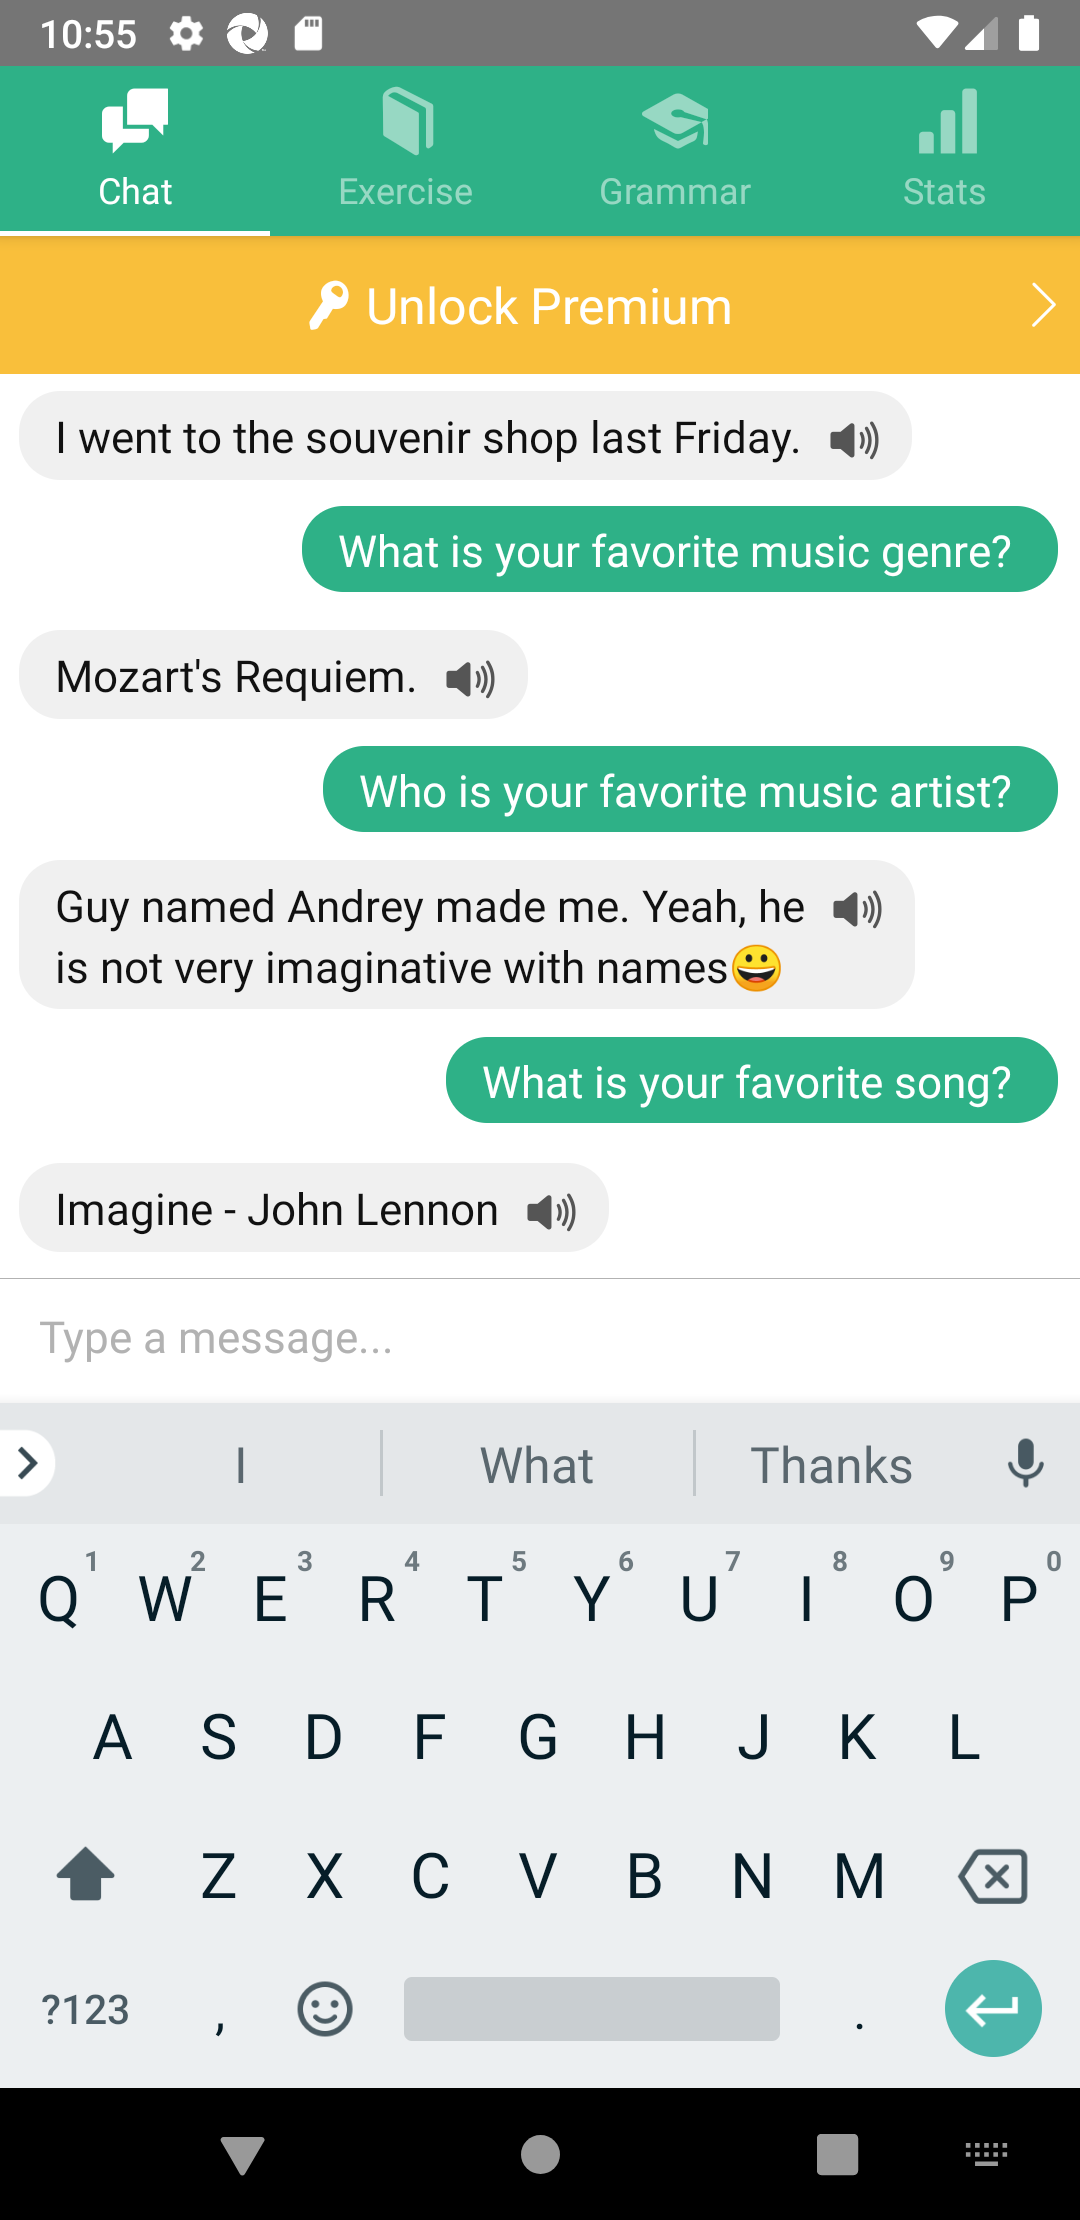 10:55
Chat
Exercise
Grammar
Stats
Unlock Premium
I went to the souvenir shop last Friday.
What is your favorite music genre?
Mozart's Requiem.
Who is your favorite music artist?
Guy named Andrey made me. Yeah, he
is not very imaginative with names😀
What is your favorite song?
Imagine - John Lennon
Type a message...
I What Thanks
Q 1 W 2 E 3 R 4 T 5 Y 6 U 7 I 8 O 9 P 0
A S D F G H J K L
Z X C V B N M
?123 , .